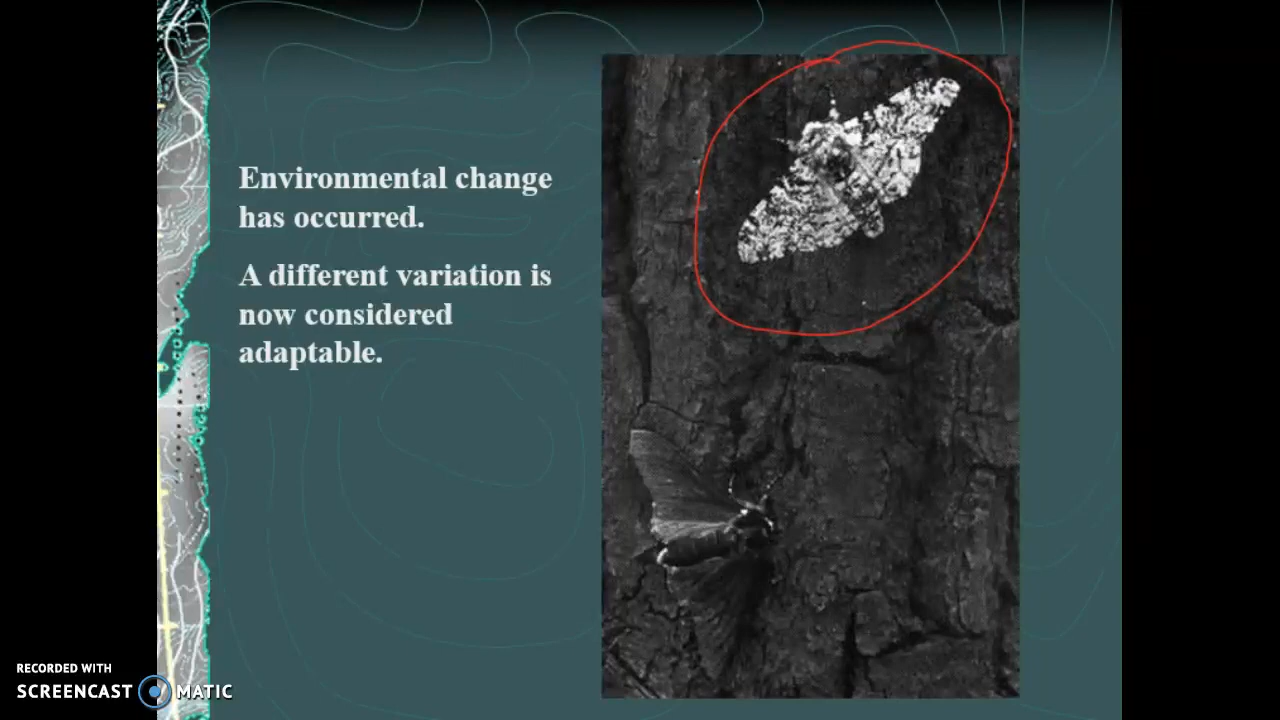 Environmental change
has occurred.
A different variation is
now considered
adaptable.
RECORDED WITH
SCREENCAST MATIC